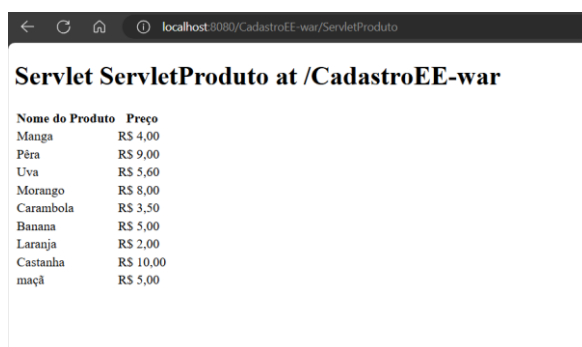 localhost:8080/CadastroEE-war/ServletProduto
Servlet ServletProduto at /CadastroEE-war
Nome do Produto Preço
Manga R$ 4,00
Pêra R$ 9,00
Uva R$ 5,60
Morango R$ 8,00
Carambola R$ 3,50
Banana R$ 5,00
Laranja R$ 2,00
Castanha R$ 10,00
maçã R$ 5,00